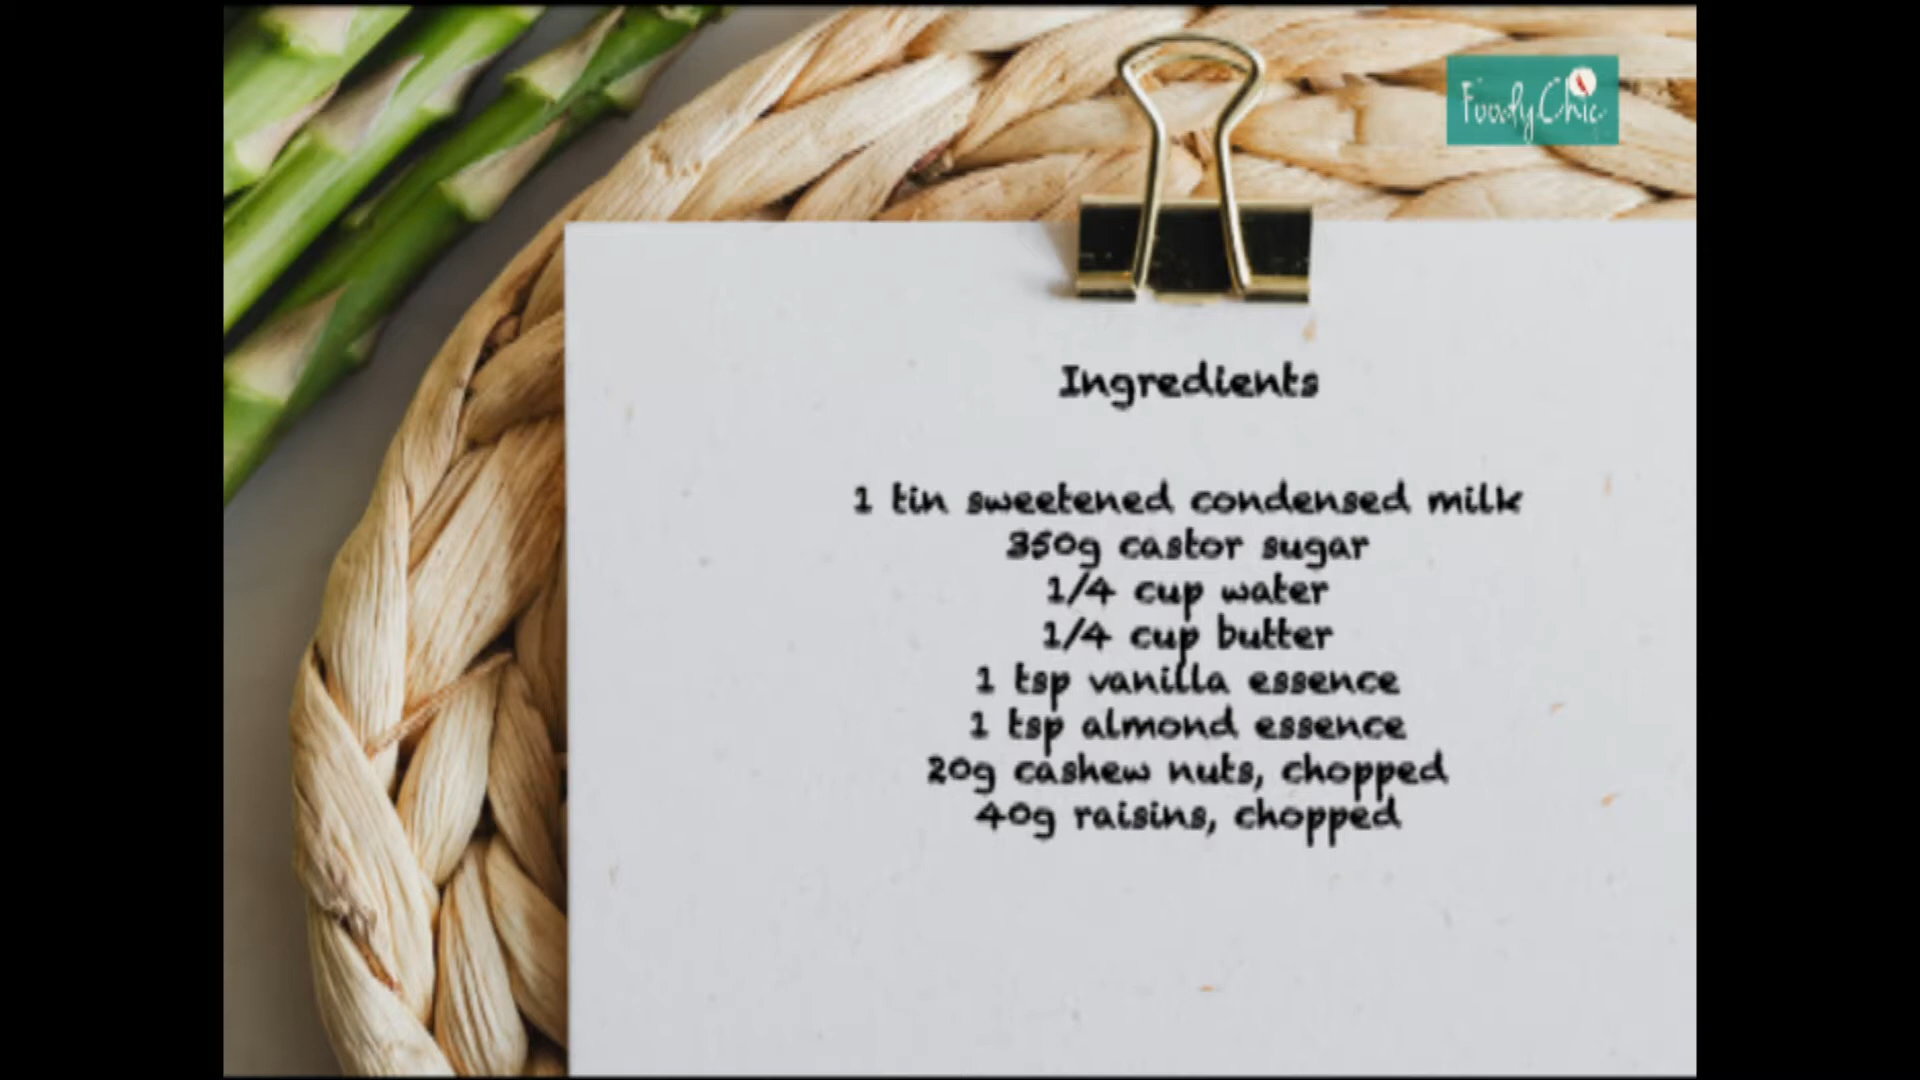 FoodyChic
Ingredients
1 tin sweetened condensed milk
350g castor sugar
1/4 cup water
1/4 cup butter
1 tsp vanilla essence
1 tsp almond essence
20g cashew nuts, chopped
40g raisins, chopped